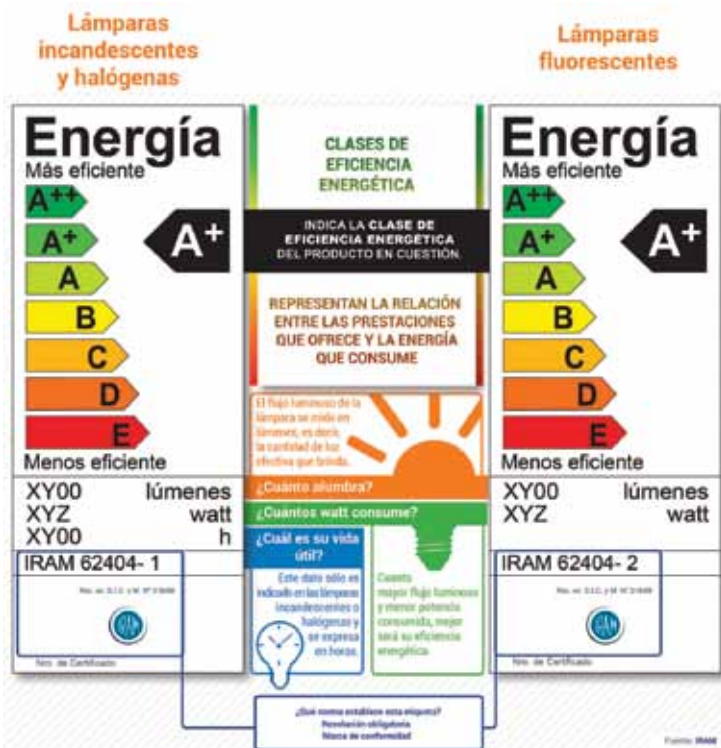 Lámparas
incandescentes
y halógenas
Lámparas
fluorescentes
Energía
Más eficiente
A++
A+
A
B
C
D
E
A+
Menos eficiente
XY00 lúmenes
XYZ watt
XY00 h
IRAM 62404- 1
IRAM
Nro. de Certificado
CLASES DE
EFICIENCIA
ENERGÉTICA
INDICA LA CLASE DE
EFICIENCIA ENERGÉTICA
DEL PRODUCTO EN CUESTIÓN.
REPRESENTAN LA RELACIÓN
ENTRE LAS PRESTACIONES
QUE OFRECE Y LA ENERGÍA
QUE CONSUME
El flujo luminoso de la
lámpara se mide en
lúmenes, es decir,
la cantidad de luz
efectiva que brinda.
¿Cuánto alumbra?
¿Cuantos watt consume?
¿Cuál es su vida
útil?
Este dato sólo es
indicado en las lámparas
incandescentes o
halógenas y
se expresa
en horas.
Cuanto
mayor flujo luminoso
y menor potencia
consumida, mejor
será su eficiencia
energética.
Energía
Más eficiente
A++
A+
A
B
C
D
E
A+
Menos eficiente
XY00 lúmenes
XYZ watt
IRAM 62404- 2
IRAM
Nro. de Certificado
¿Qué norma establece esta etiqueta?
Resolución obligatoria
Marca de conformidad
Fuente: IRAM